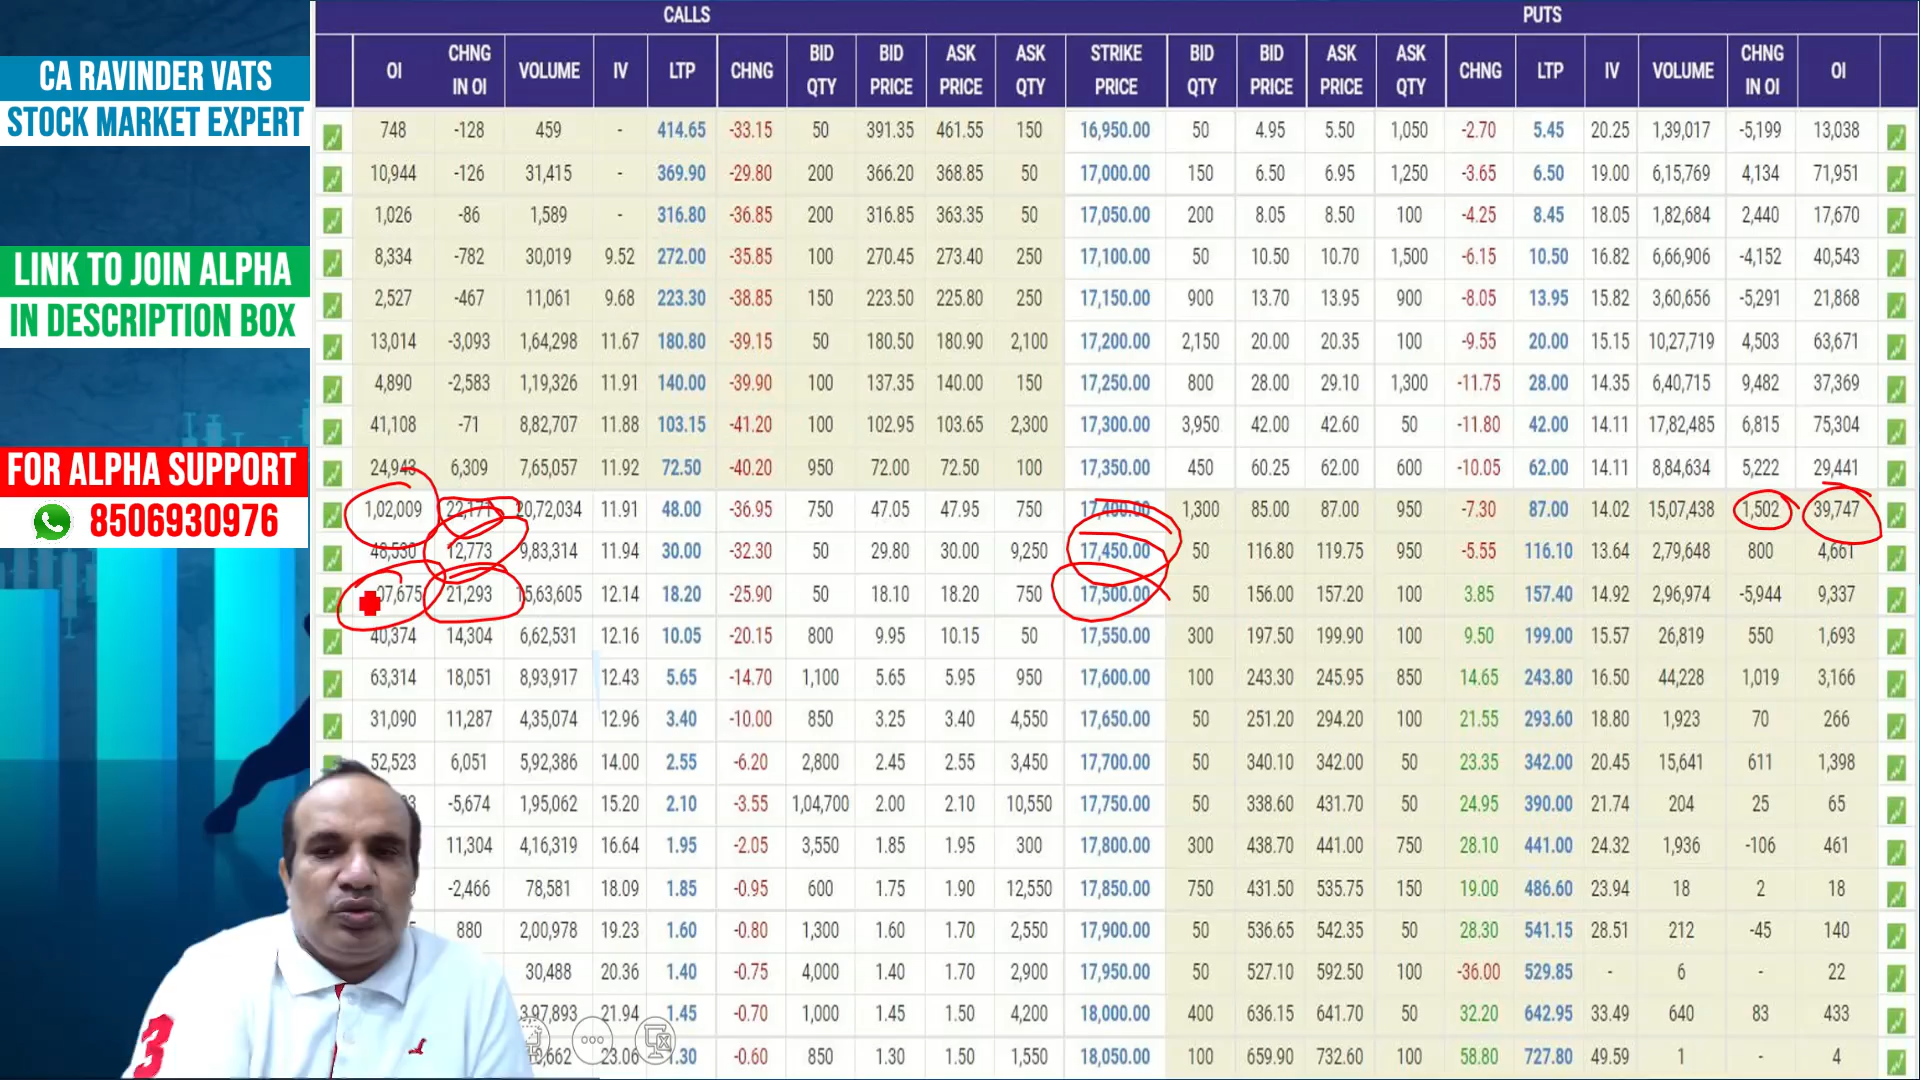 CA RAVINDER VATS
STOCK MARKET EXPERT
LINK TO JOIN ALPHA
IN DESCRIPTION BOX
FOR ALPHA SUPPORT
8506930976
CALLS PUTS
OI CHNG IN OI VOLUME IV LTP CHNG BID QTY BID PRICE ASK PRICE ASK QTY STRIKE PRICE BID QTY BID PRICE ASK PRICE ASK QTY CHNG LTP IV VOLUME CHNG IN OI OI
748 -128 459 - 414.65 -33.15 50 391.35 461.55 150 16,950.00 50 4.95 5.50 1,050 -2.70 5.45 20.25 1,39,017 -5,199 13,038
10,944 -126 31,415 - 369.90 -29.80 200 366.20 368.85 50 17,000.00 150 6.50 6.95 1,250 -3.65 6.50 19.00 6,15,769 4,134 71,951
1,026 -86 1,589 - 316.80 -36.85 200 316.85 363.35 50 17,050.00 200 8.05 8.50 100 -4.25 8.45 18.05 1,82,684 2,440 17,670
8,334 -782 30,019 9.52 272.00 -35.85 100 270.45 273.40 250 17,100.00 50 10.50 10.70 1,500 -6.15 10.50 16.82 6,66,906 -4,152 40,543
2,527 -467 11,061 9.68 223.30 -38.85 150 223.50 225.80 250 17,150.00 900 13.70 13.95 900 -8.05 13.95 15.82 3,60,656 -5,291 21,868
13,014 -3,093 1,64,298 11.67 180.80 -39.15 50 180.50 180.90 2,100 17,200.00 2,150 20.00 20.35 100 -9.55 20.00 15.15 10,27,719 4,503 63,671
4,890 -2,583 1,19,326 11.91 140.00 -39.90 100 137.35 140.00 150 17,250.00 800 28.00 29.10 1,300 -11.75 28.00 14.35 6,40,715 9,482 37,369
41,108 -71 8,82,707 11.88 103.15 -41.20 100 102.95 103.65 2,300 17,300.00 3,950 42.00 42.60 50 -11.80 42.00 14.11 17,82,485 6,815 75,304
24,943 6,309 7,65,057 11.92 72.50 -40.20 950 72.00 72.50 100 17,350.00 450 60.25 62.00 600 -10.05 62.00 14.11 8,84,634 5,222 29,441
1,02,009 22,177 20,72,034 11.91 48.00 -36.95 750 47.05 47.95 750 17,400.00 1,300 85.00 87.00 950 -7.30 87.00 14.02 15,07,438 1,502 39,747
48,530 12,773 9,83,314 11.94 30.00 -32.30 50 29.80 30.00 9,250 17,450.00 50 116.80 119.75 950 -5.55 116.10 13.64 2,79,648 800 4,661
07,675 21,293 15,63,605 12.14 18.20 -25.90 50 18.10 18.20 750 17,500.00 50 156.00 157.20 100 3.85 157.40 14.92 2,96,974 -5,944 9,337
40,374 14,304 6,62,531 12.16 10.05 -20.15 800 9.95 10.15 50 17,550.00 300 197.50 199.90 100 9.50 199.00 15.57 26,819 550 1,693
63,314 18,051 8,93,917 12.43 5.65 -14.70 1,100 5.65 5.95 950 17,600.00 100 243.30 245.95 850 14.65 243.80 16.50 44,228 1,019 3,166
31,090 11,287 4,35,074 12.96 3.40 -10.00 850 3.25 3.40 4,550 17,650.00 50 251.20 294.20 100 21.55 293.60 18.80 1,923 70 266
52,523 6,051 5,92,386 14.00 2.55 -6.20 2,800 2.45 2.55 3,450 17,700.00 50 340.10 342.00 50 23.35 342.00 20.45 15,641 611 1,398
-5,674 1,95,062 15.20 2.10 -3.55 1,04,700 2.00 2.10 10,550 17,750.00 50 338.60 431.70 50 24.95 390.00 21.74 204 25 65
11,304 4,16,319 16.64 1.95 -2.05 3,550 1.85 1.95 300 17,800.00 300 438.70 441.00 750 28.10 441.00 24.32 1,936 -106 461
-2,466 78,581 18.09 1.85 -0.95 600 1.75 1.90 12,550 17,850.00 750 431.50 535.75 150 19.00 486.60 23.94 18 2 18
880 2,00,978 19.23 1.60 -0.80 1,300 1.60 1.70 2,550 17,900.00 50 536.65 542.35 50 28.30 541.15 28.51 212 -45 140
30,488 20.36 1.40 -0.75 4,000 1.40 1.70 2,900 17,950.00 50 527.10 592.50 100 -36.00 529.85 - 6 - 22
3,97,893 21.94 1.45 -0.70 1,000 1.45 1.50 4,200 18,000.00 400 636.15 641.70 50 32.20 642.95 33.49 640 83 433
23.06 1.30 -0.60 850 1.30 1.50 1,550 18,050.00 100 659.90 732.60 100 58.80 727.80 49.59 1 - 4
3